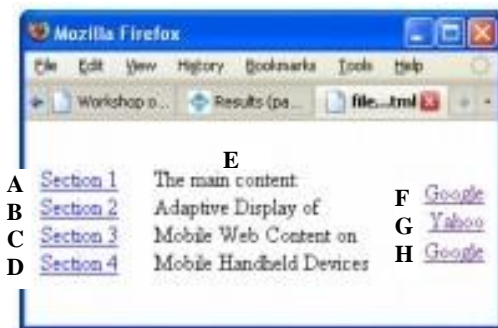 Mozilla Firefox
File Edit View History Bookmarks Tools Help
Workshop o... Results (pa... file...tml
E
A Section 1 The main content
B Section 2 Adaptive Display of
C Section 3 Mobile Web Content on
D Section 4 Mobile Handheld Devices
F Google
G Yahoo
H Google